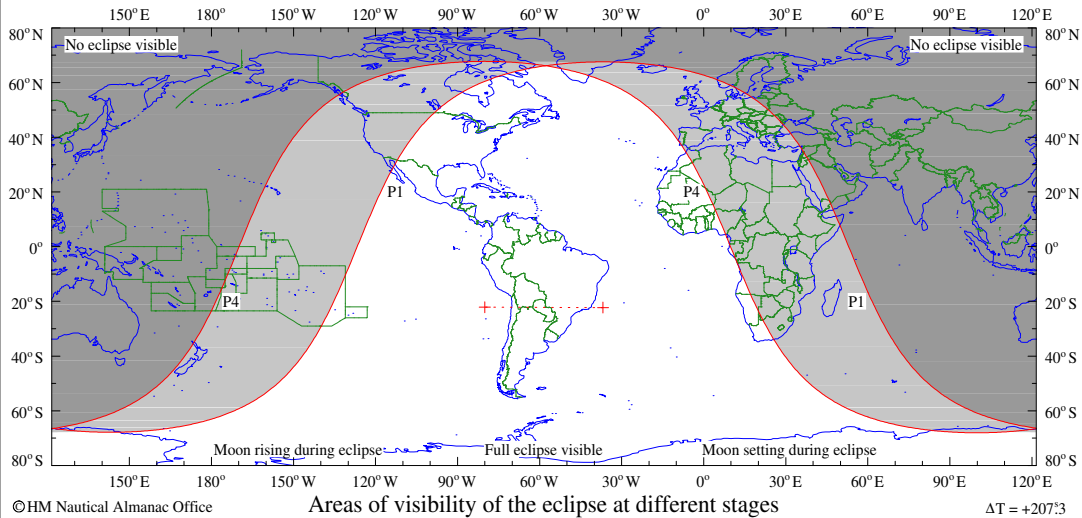 150°E 180° 150°W 120°W 90°W 60°W 30°W 0° 30°E 60°E 90°E 120°E
80°N No eclipse visible No eclipse visible 80°N
60°N 60°N
40°N 40°N
20°N P1 P4 20°N
0° 0°
20°S P4 P1 20°S
40°S 40°S
60°S 60°S
Moon rising during eclipse Full eclipse visible Moon setting during eclipse
80°S 80°S
150°E 180° 150°W 120°W 90°W 60°W 30°W 0° 30°E 60°E 90°E 120°E
©HM Nautical Almanac Office Areas of visibility of the eclipse at different stages ΔT = +207ˢ.3